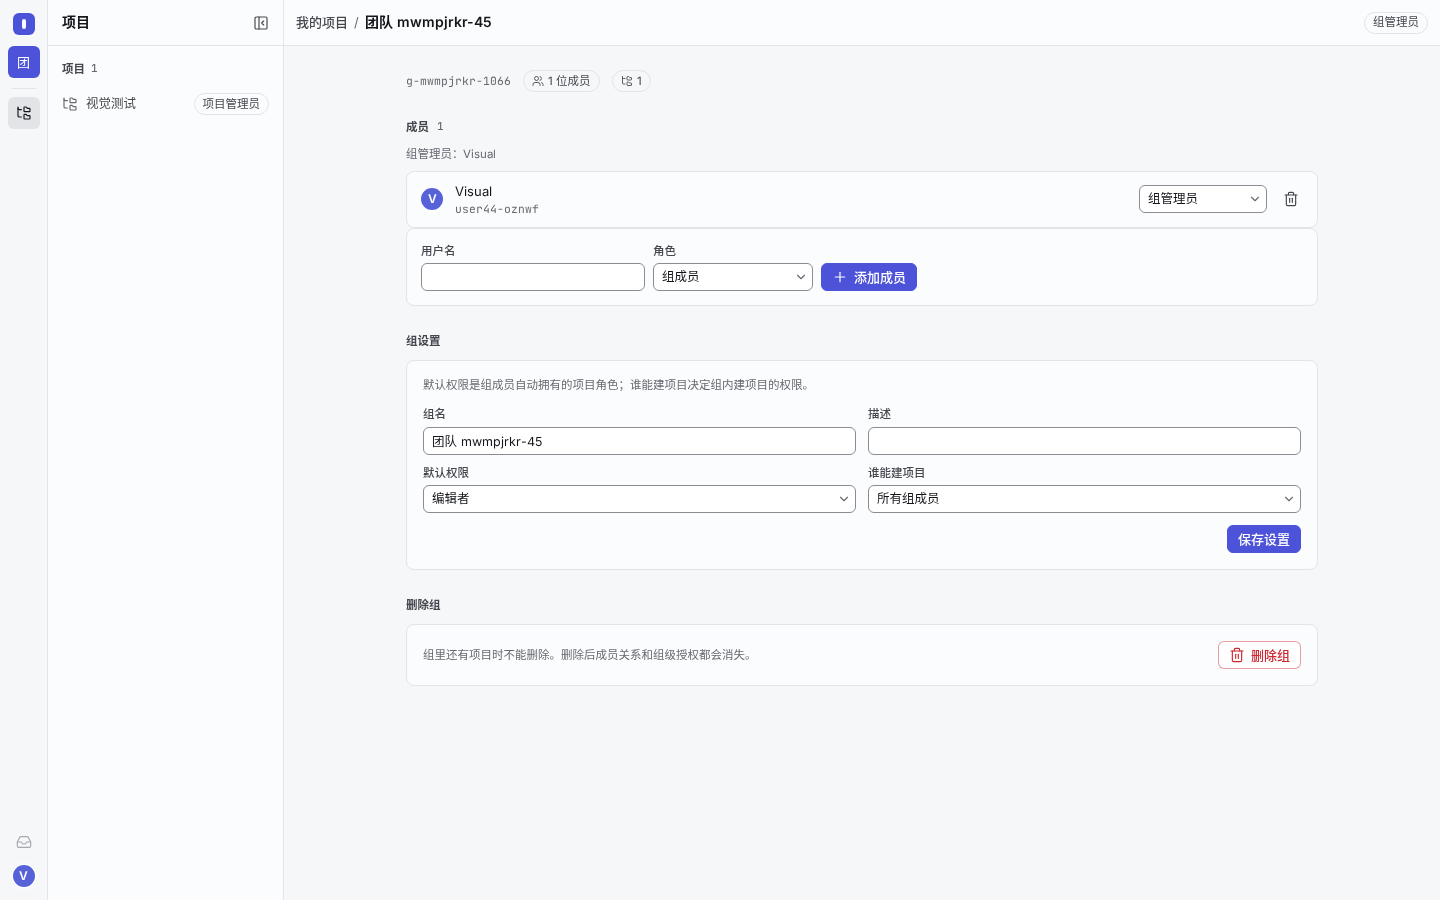 项目
我的项目 / 团队 mwmpjrkr-45
组管理员
团
项目 1
视觉测试
项目管理员
g-mwmpjrkr-1066
1 位成员
1
成员 1
组管理员：Visual
V
Visual
user44-oznwf
组管理员
用户名
角色
组成员
添加成员
组设置
默认权限是组成员自动拥有的项目角色；谁能建项目决定组内建项目的权限。
组名
描述
团队 mwmpjrkr-45
默认权限
谁能建项目
编辑者
所有组成员
保存设置
删除组
组里还有项目时不能删除。删除后成员关系和组级授权都会消失。
删除组
V